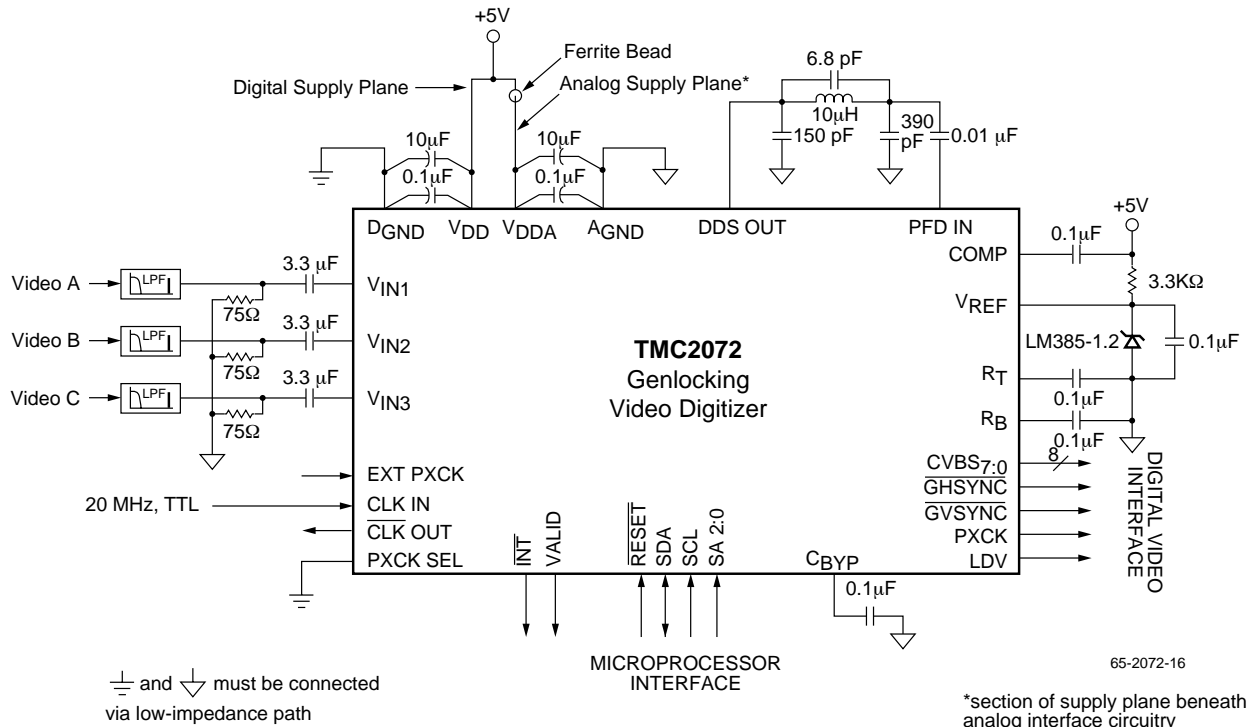 +5V
Ferrite Bead
Digital Supply Plane
Analog Supply Plane*
6.8 pF
10µH
150 pF
390 pF
0.01 µF
10µF
10µF
0.1µF
0.1µF
+5V
DGND
VDD
VDDA
AGND
DDS OUT
PFD IN
COMP
0.1µF
3.3KΩ
Video A
LPF
3.3 µF
VIN1
75Ω
VREF
Video B
LPF
3.3 µF
VIN2
75Ω
LM385-1.2
0.1µF
TMC2072
Genlocking
Video Digitizer
Video C
LPF
3.3 µF
VIN3
75Ω
RT
0.1µF
RB
0.1µF
8
CVBS7:0
GHSYNC
GVSYNC
PXCK
LDV
DIGITAL VIDEO
INTERFACE
EXT PXCK
20 MHz, TTL
CLK IN
CLK OUT
PXCK SEL
INT
VALID
RESET
SDA
SCL
SA 2:0
CBYP
0.1µF
MICROPROCESSOR
INTERFACE
65-2072-16
and must be connected
via low-impedance path
*section of supply plane beneath
analog interface circuitry